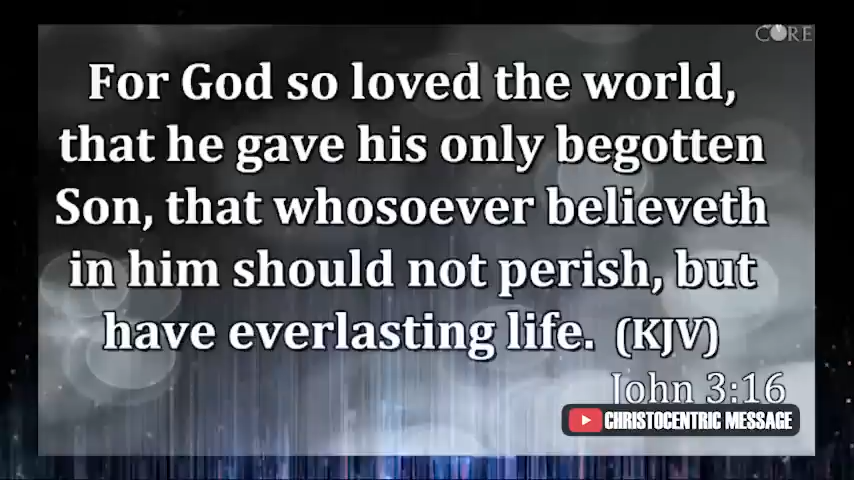 CORE
For God so loved the world,
that he gave his only begotten
Son, that whosoever believeth
in him should not perish, but
have everlasting life. (KJV)
John 3:16
CHRISTOCENTRIC MESSAGE